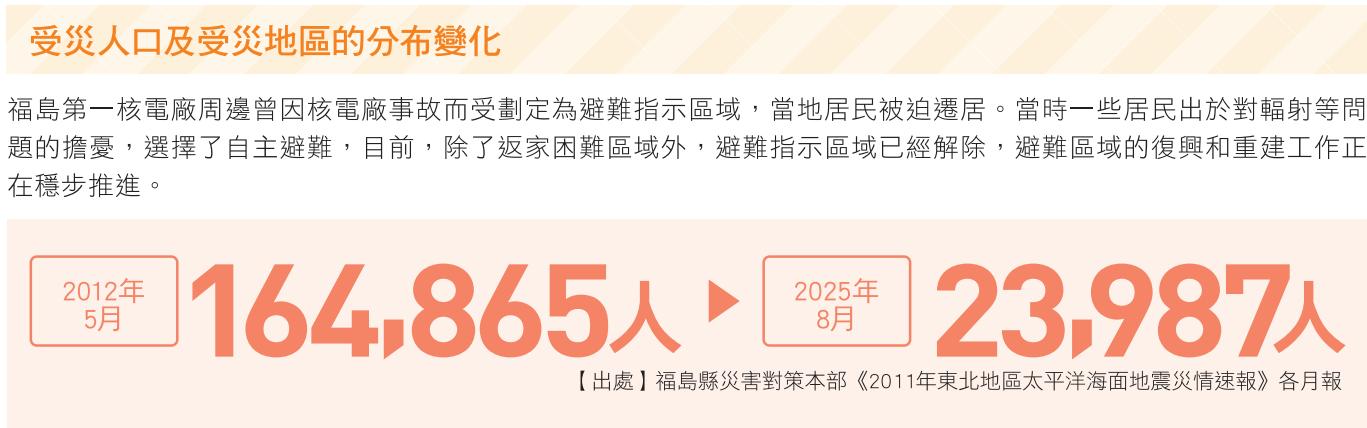 受災人口及受災地區的分布變化
福島第一核電廠周邊曾因核電廠事故而受劃定為避難指示區域，當地居民被迫遷居。當時一些居民出於對輻射等問
題的擔憂，選擇了自主避難，目前，除了返家困難區域外，避難指示區域已經解除，避難區域的復興和重建工作正
在穩步推進。
2012年
5月
164,865人
2025年
8月
23,987人
【出處】福島縣災害對策本部《2011年東北地區太平洋海面地震災情速報》各月報